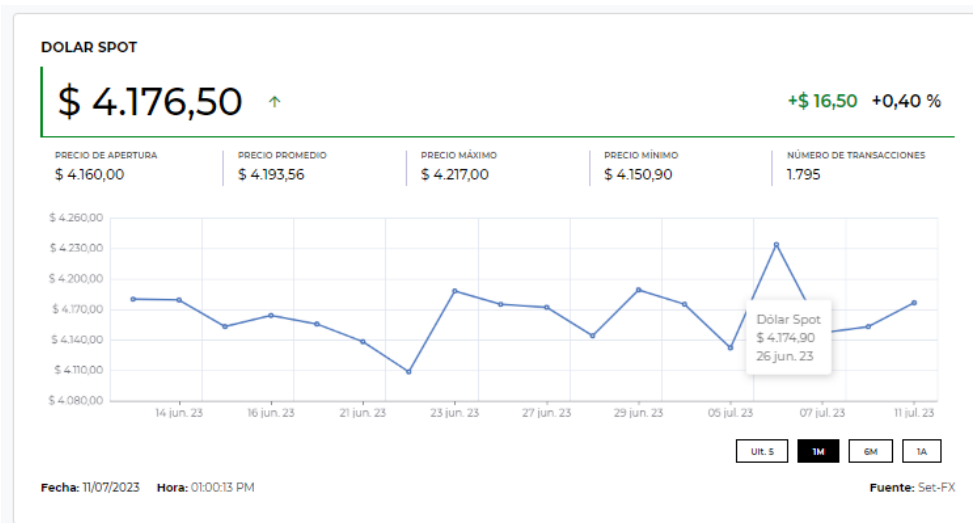 DOLAR SPOT
$ 4.176,50 ↑ +$ 16,50 +0,40 %
PRECIO DE APERTURA PRECIO PROMEDIO PRECIO MÁXIMO PRECIO MÍNIMO NÚMERO DE TRANSACCIONES
$ 4.160,00 $ 4.193,56 $ 4.217,00 $ 4.150,90 1.795
$ 4.260,00
$ 4.230,00
$ 4.200,00
$ 4.170,00
$ 4.140,00
$ 4.110,00
$ 4.080,00
Dólar Spot
$ 4.174,90
26 jun. 23
14 jun. 23 16 jun. 23 21 jun. 23 23 jun. 23 27 jun. 23 29 jun. 23 05 jul. 23 07 jul. 23 11 jul. 23
Ult. 5 1M 6M 1A
Fecha: 11/07/2023 Hora: 01:00:13 PM Fuente: Set-FX